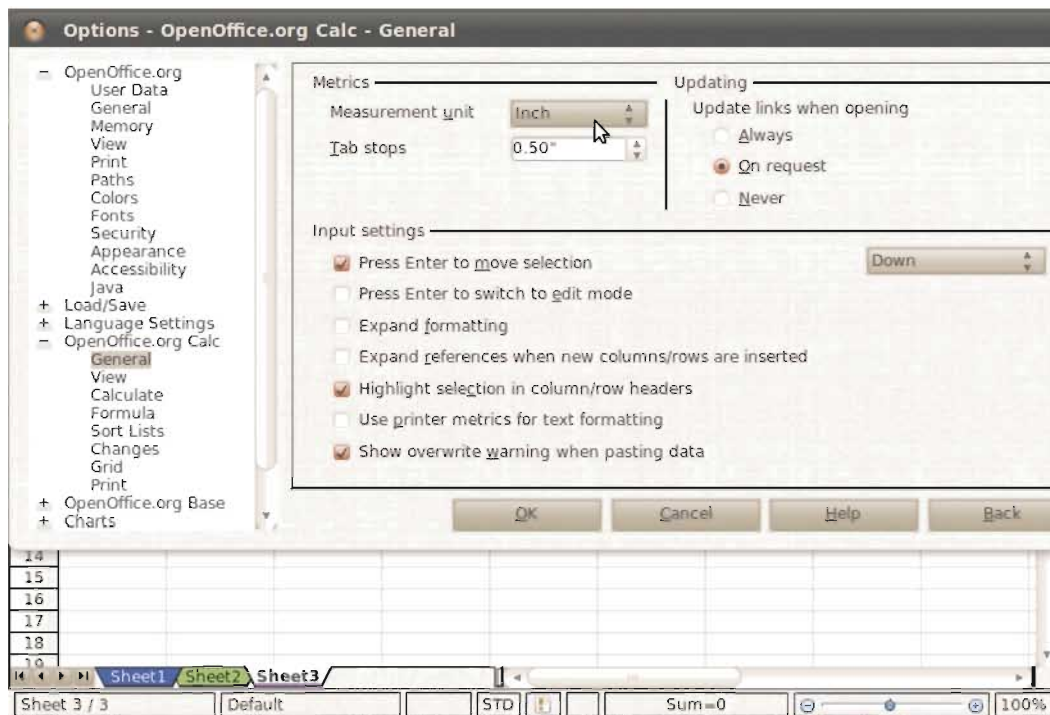 Options - OpenOffice.org Calc - General
− OpenOffice.org
User Data
General
Memory
View
Print
Paths
Colors
Fonts
Security
Appearance
Accessibility
Java
+ Load/Save
+ Language Settings
− OpenOffice.org Calc
General
View
Calculate
Formula
Sort Lists
Changes
Grid
Print
+ OpenOffice.org Base
+ Charts
Metrics
Measurement unit Inch
Tab stops 0.50"
Updating
Update links when opening
Always
On request
Never
Input settings
Press Enter to move selection Down
Press Enter to switch to edit mode
Expand formatting
Expand references when new columns/rows are inserted
Highlight selection in column/row headers
Use printer metrics for text formatting
Show overwrite warning when pasting data
OK Cancel Help Back
14
15
16
17
18
19
Sheet1 Sheet2 Sheet3
Sheet 3 / 3 Default STD Sum=0 100%